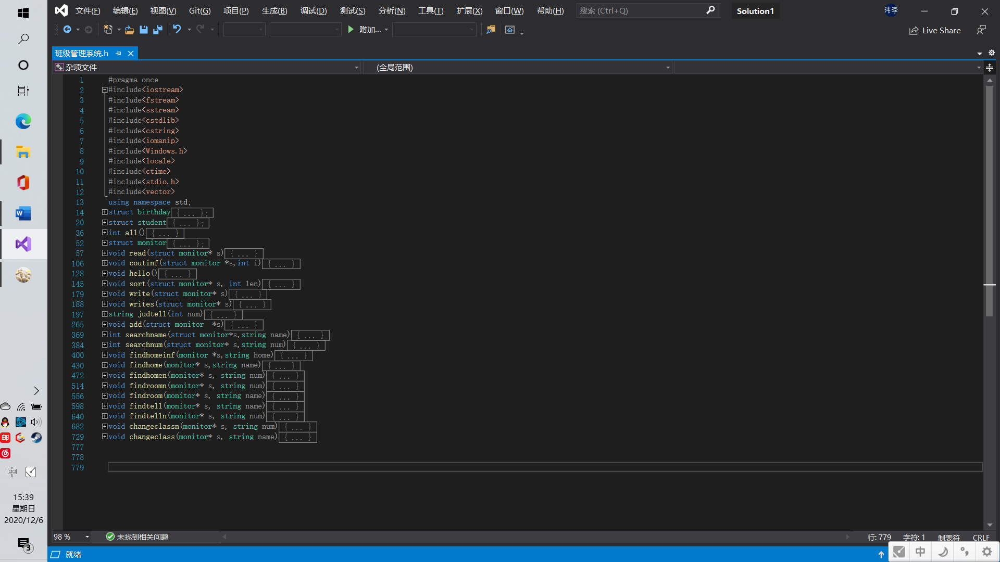 文件(F) 编辑(E) 视图(V) Git(G) 项目(P) 生成(B) 调试(D) 测试(S) 分析(N) 工具(T) 扩展(X) 窗口(W) 帮助(H) 搜索 (Ctrl+Q) Solution1 玮李
附加... Live Share
班级管理系统.h
杂项文件 (全局范围)
1 #pragma once
2 #include<iostream>
3 #include<fstream>
4 #include<sstream>
5 #include<cstdlib>
6 #include<cstring>
7 #include<iomanip>
8 #include<Windows.h>
9 #include<locale>
10 #include<ctime>
11 #include<stdio.h>
12 #include<vector>
13 using namespace std;
14 struct birthday{ ... };
20 struct student{ ... };
36 int all(){ ... }
52 struct monitor{ ... };
57 void read(struct monitor* s){ ... }
106 void coutinf(struct monitor *s,int i){ ... }
128 void hello(){ ... }
145 void sort(struct monitor* s, int len){ ... }
179 void write(struct monitor* s){ ... }
188 void writes(struct monitor* s){ ... }
197 string judtell(int num){ ... }
265 void add(struct monitor  *s){ ... }
369 int searchname(struct monitor*s,string name){ ... }
384 int searchnum(struct monitor* s,string num){ ... }
400 void findhomeinf(monitor *s,string home){ ... }
430 void findhome(monitor* s,string name){ ... }
472 void findhomen(monitor* s, string num){ ... }
514 void findroomn(monitor* s, string num){ ... }
556 void findroom(monitor* s, string name){ ... }
598 void findtell(monitor* s, string name){ ... }
640 void findtelln(monitor* s, string num){ ... }
682 void changeclassn(monitor* s, string num){ ... }
729 void changeclass(monitor* s, string name){ ... }
777
778
779
98 % 未找到相关问题 行: 779 字符: 1 制表符 CRLF
就绪
中
W
邮
中
15:39
星期日
2020/12/6
3